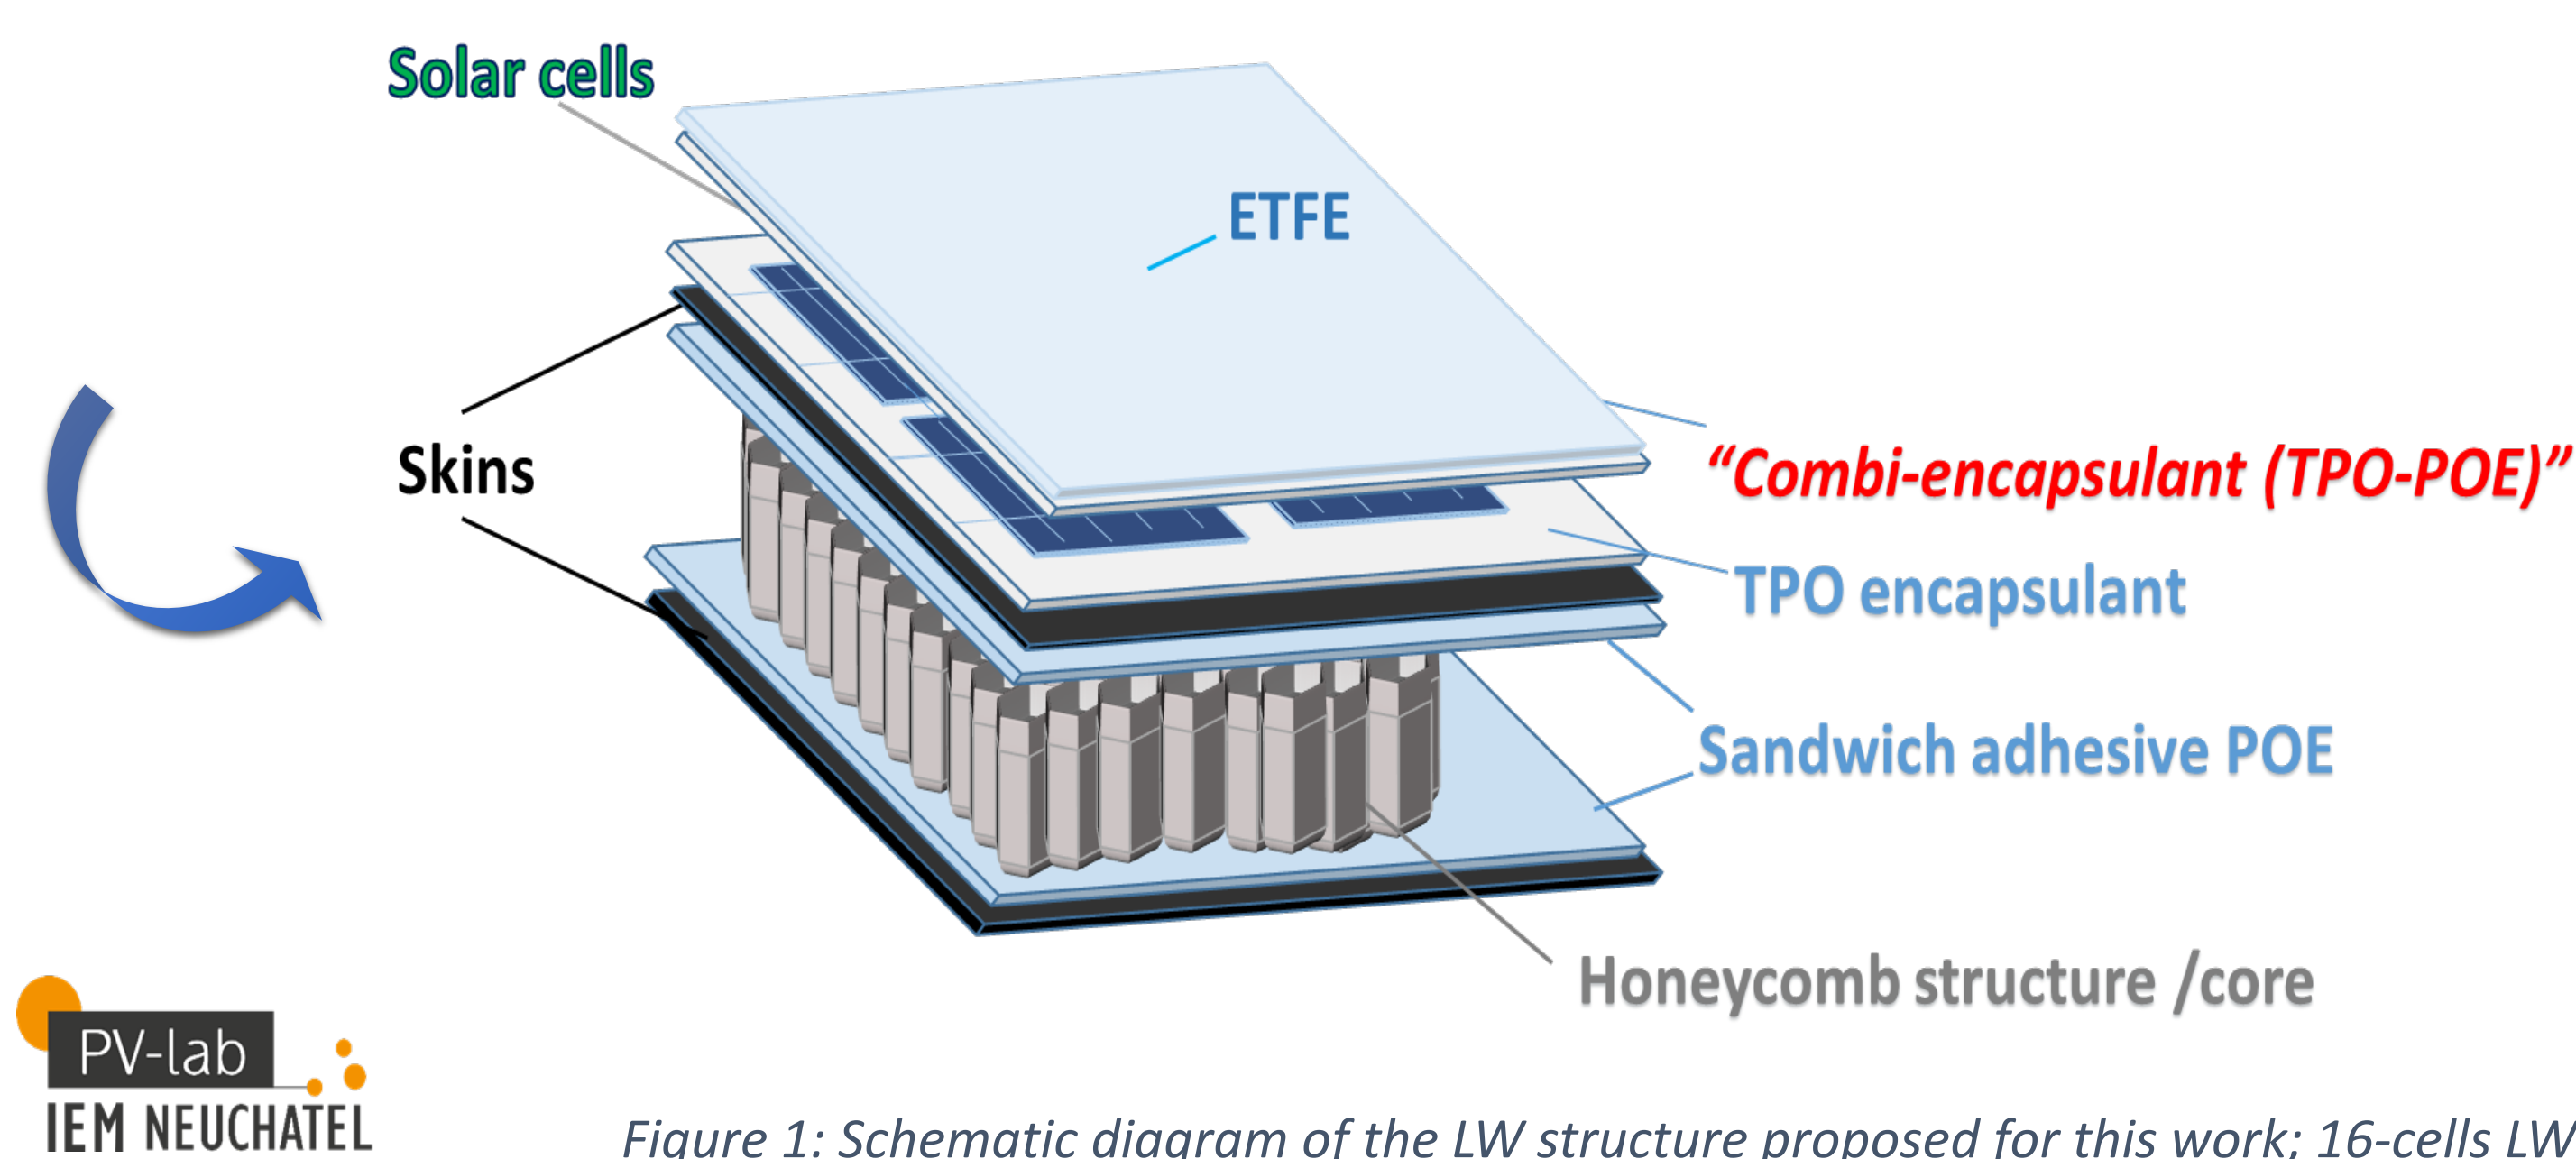 Solar cells
ETFE
Skins
“Combi-encapsulant (TPO-POE)”
TPO encapsulant
Sandwich adhesive POE
Honeycomb structure /core
PV-lab
IEM NEUCHATEL
Figure 1: Schematic diagram of the LW structure proposed for this work; 16-cells LW